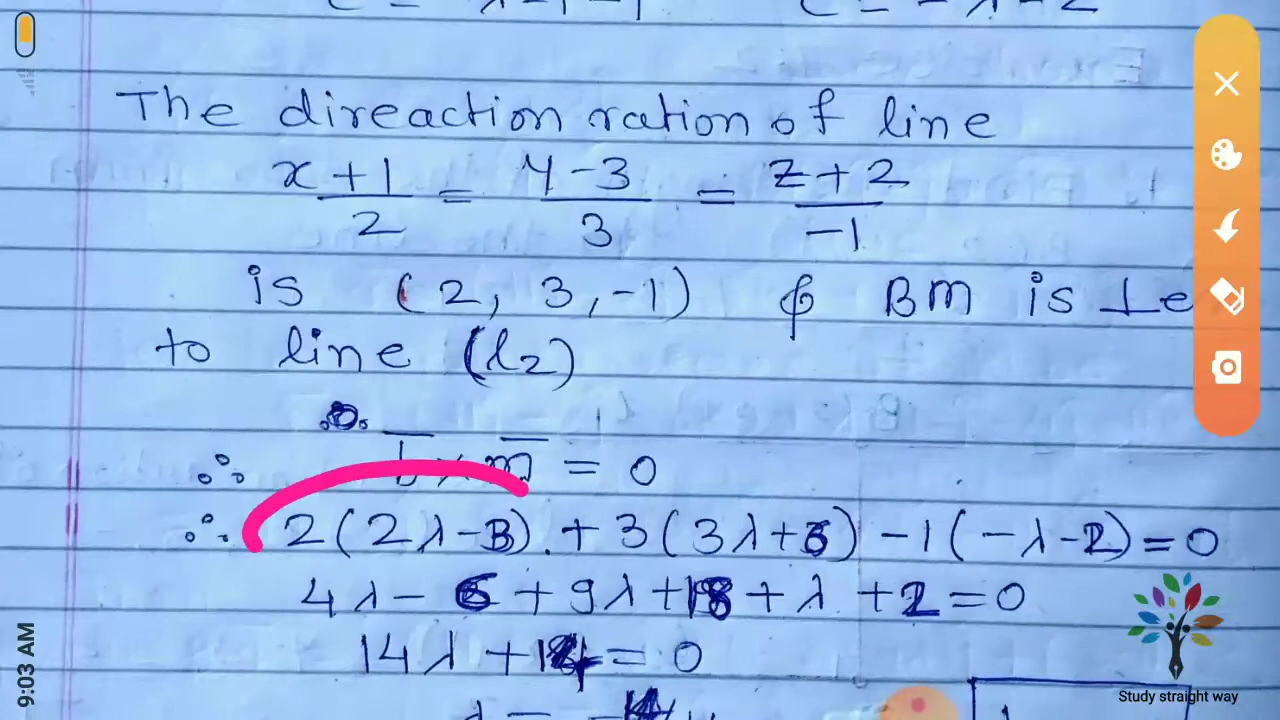 The direaction ration of line
x+1/2 = y-3/3 = z+2/-1
is (2, 3, -1) & BM is ⊥e
to line (l2)
∴ b × m = 0
∴ 2(2λ-3) + 3(3λ+6) -1(-λ-2) = 0
4λ - 6 + 9λ + 18 + λ + 2 = 0
14λ + 14 = 0
9:03 AM
Study straight way